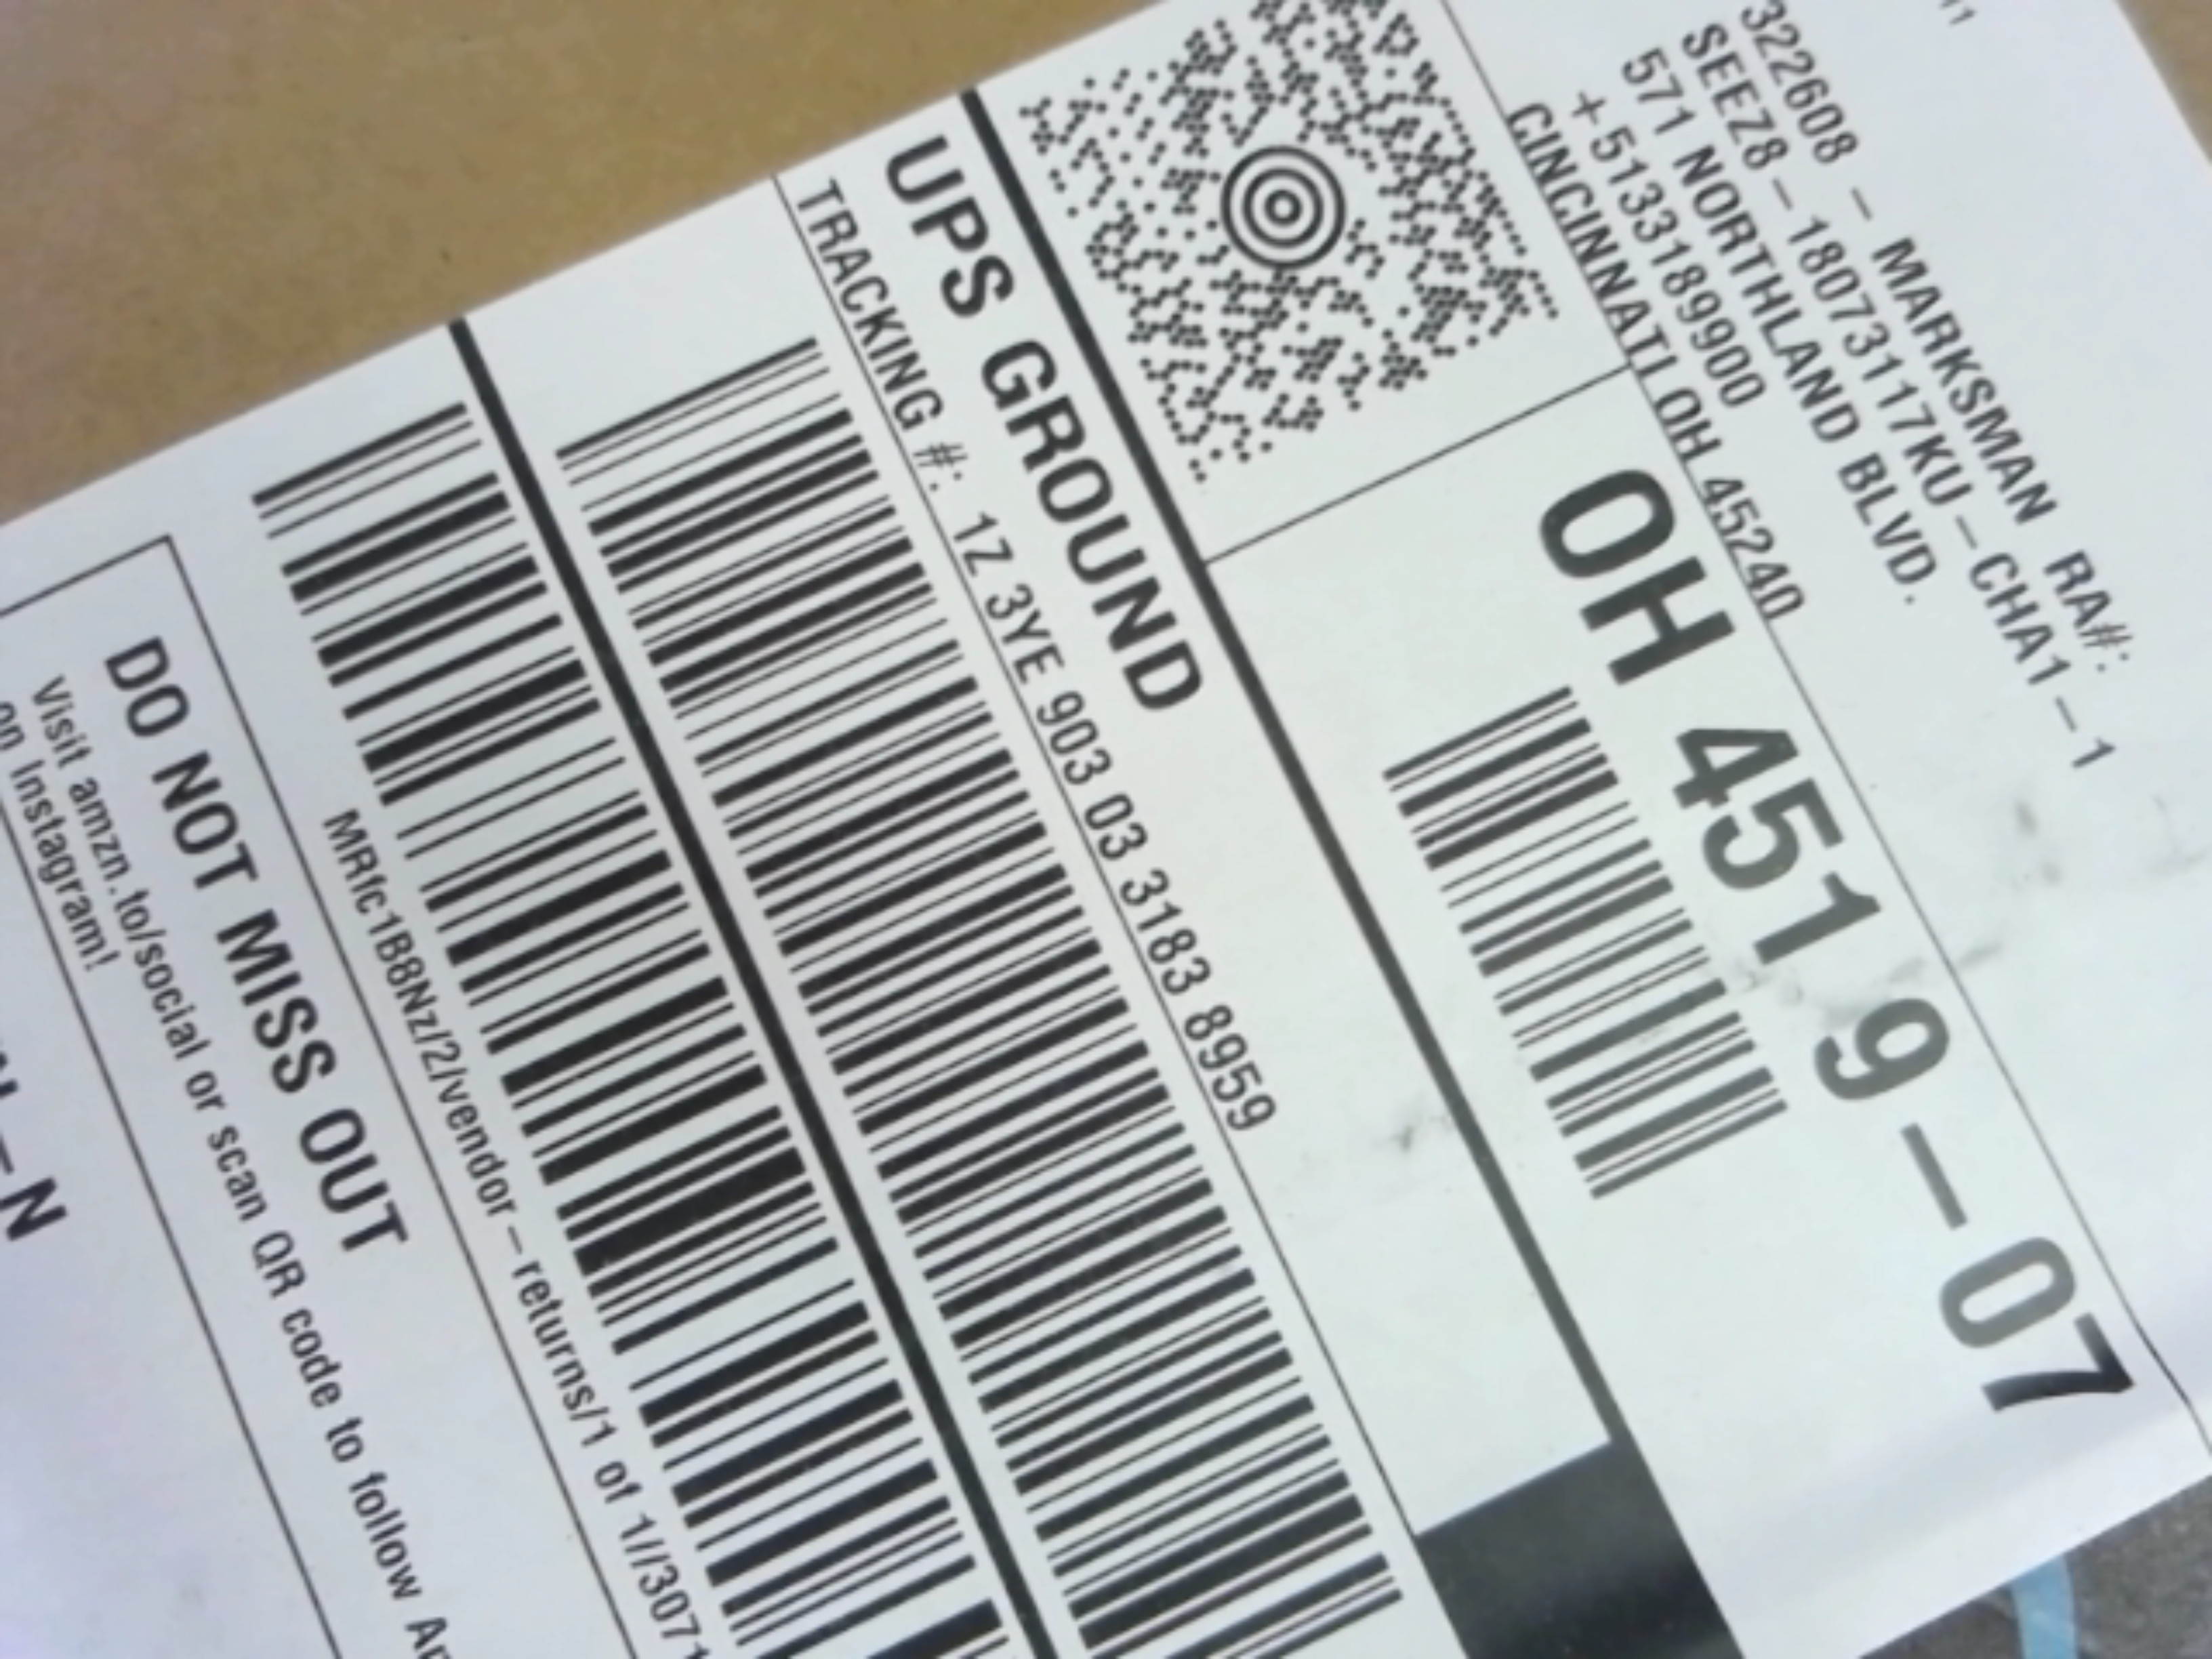 322608 - MARKSMAN RA#:
SEEZ8-18073117KU-CHA1-1
571 NORTHLAND BLVD.
+5133189900
CINCINNATI OH 45240
OH 451 9-07
UPS GROUND
TRACKING #: 1Z 3YE 903 03 3183 8959
MRfc1B8Nz/2/vendor-returns/1 of 1//3071
DO NOT MISS OUT
Visit amzn.to/social or scan QR code to follow
on Instagram!